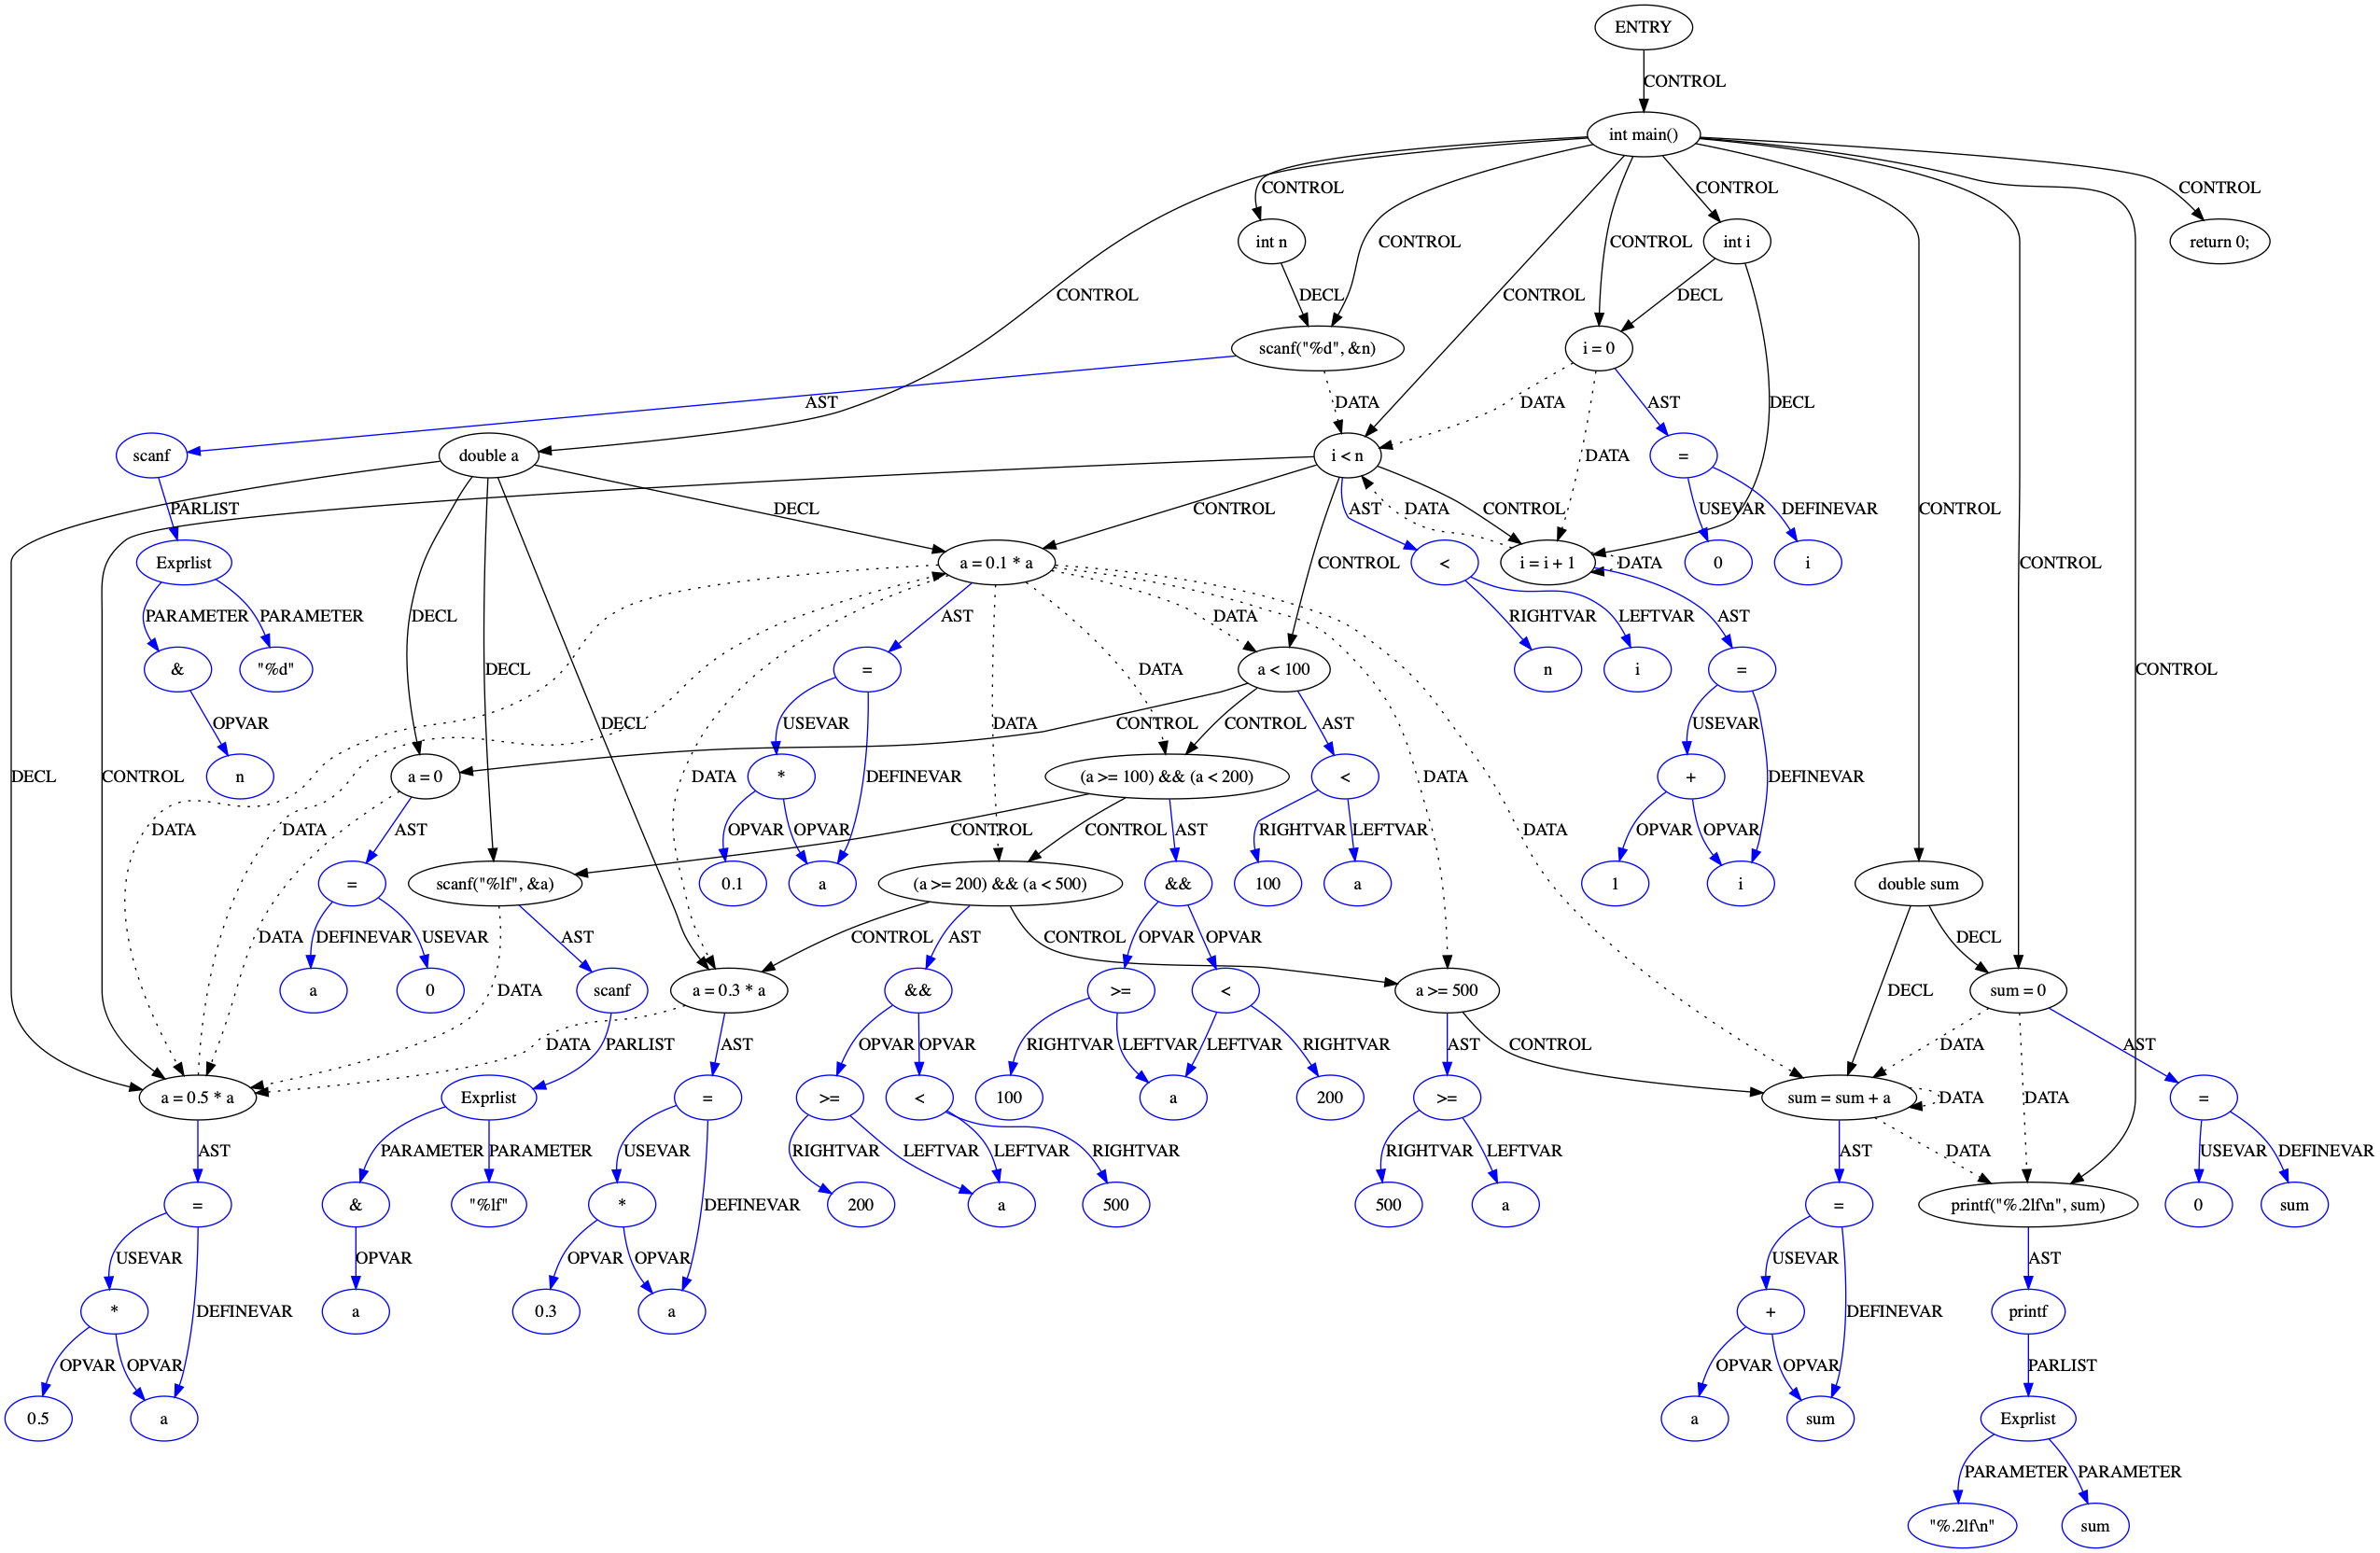 ENTRY
CONTROL
int main()
CONTROL
CONTROL
CONTROL
int n
int i
return 0;
CONTROL
CONTROL
DECL
CONTROL
CONTROL
DECL
scanf("%d", &n)
i = 0
AST
DATA
DATA
AST
DECL
scanf
double a
i < n
DATA
=
PARLIST
DECL
CONTROL
AST
DATA
CONTROL
USEVAR
DEFINEVAR
CONTROL
Exprlist
a = 0.1 * a
CONTROL
<
i = i + 1
DATA
0
i
CONTROL
PARAMETER
PARAMETER
DECL
AST
DATA
RIGHTVAR
LEFTVAR
AST
&
"%d"
DECL
=
DATA
a < 100
n
i
=
CONTROL
OPVAR
DECL
CONTROL
USEVAR
DATA
CONTROL
AST
USEVAR
n
DECL
CONTROL
a = 0
DATA
*
DEFINEVAR
(a >= 100) && (a < 200)
DATA
<
+
DEFINEVAR
DATA
DATA
AST
CONTROL
OPVAR
OPVAR
CONTROL
AST
RIGHTVAR
LEFTVAR
DATA
OPVAR
OPVAR
=
scanf("%lf", &a)
0.1
a
(a >= 200) && (a < 500)
&&
100
a
1
i
double sum
DATA
DEFINEVAR
USEVAR
AST
CONTROL
AST
CONTROL
OPVAR
OPVAR
DECL
a
0
DATA
scanf
a = 0.3 * a
&&
>=
<
a >= 500
DECL
sum = 0
DATA
PARLIST
AST
OPVAR
OPVAR
RIGHTVAR
LEFTVAR
LEFTVAR
RIGHTVAR
AST
CONTROL
DATA
AST
a = 0.5 * a
Exprlist
=
>=
<
100
a
200
>=
sum = sum + a
DATA
DATA
=
AST
PARAMETER
PARAMETER
USEVAR
RIGHTVAR
LEFTVAR
LEFTVAR
RIGHTVAR
RIGHTVAR
LEFTVAR
AST
DATA
USEVAR
DEFINEVAR
=
&
"%lf"
*
DEFINEVAR
200
a
500
500
a
=
printf("%.2lf\n", sum)
0
sum
USEVAR
OPVAR
OPVAR
OPVAR
USEVAR
AST
*
DEFINEVAR
a
0.3
a
+
DEFINEVAR
printf
OPVAR
OPVAR
OPVAR
OPVAR
PARLIST
0.5
a
a
sum
Exprlist
PARAMETER
PARAMETER
"%.2lf\n"
sum